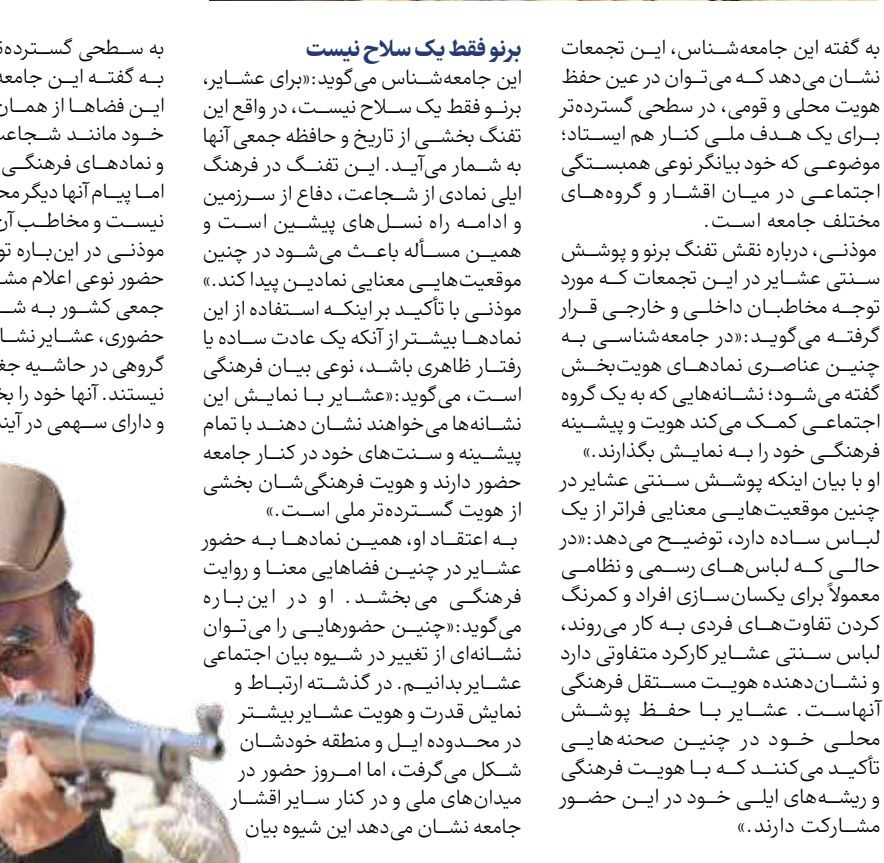 به گفته این جامعه‌شناس، این تجمعات
نشان می‌دهد که می‌توان در عین حفظ
هویت محلی و قومی، در سطحی گسترده‌تر
برای یک هدف ملی کنار هم ایستاد؛
موضوعی که خود بیانگر نوعی همبستگی
اجتماعی در میان اقشار و گروه‌های
مختلف جامعه است.
موذنی، درباره نقش تفنگ برنو و پوشش
سنتی عشایر در این تجمعات که مورد
توجه مخاطبان داخلی و خارجی قرار
گرفته می‌گوید:«در جامعه‌شناسی به
چنین عناصری نمادهای هویت‌بخش
گفته می‌شود؛ نشانه‌هایی که به یک گروه
اجتماعی کمک می‌کند هویت و پیشینه
فرهنگی خود را به نمایش بگذارند.»
او با بیان اینکه پوشش سنتی عشایر در
چنین موقعیت‌هایی معنایی فراتر از یک
لباس ساده دارد، توضیح می‌دهد:«در
حالی که لباس‌های رسمی و نظامی
معمولاً برای یکسان‌سازی افراد و کمرنگ
کردن تفاوت‌های فردی به کار می‌روند،
لباس سنتی عشایر کارکرد متفاوتی دارد
و نشان‌دهنده هویت مستقل فرهنگی
آنهاست. عشایر با حفظ پوشش
محلی خود در چنین صحنه‌هایی
تأکید می‌کنند که با هویت فرهنگی
و ریشه‌های ایلی خود در این حضور
مشارکت دارند.»
برنو فقط یک سلاح نیست
این جامعه‌شناس می‌گوید:«برای عشایر،
برنو فقط یک سلاح نیست، در واقع این
تفنگ بخشی از تاریخ و حافظه جمعی آنها
به شمار می‌آید. این تفنگ در فرهنگ
ایلی نمادی از شجاعت، دفاع از سرزمین
و ادامه راه نسل‌های پیشین است و
همین مسأله باعث می‌شود در چنین
موقعیت‌هایی معنایی نمادین پیدا کند.»
موذنی با تأکید بر اینکه استفاده از این
نمادها بیشتر از آنکه یک عادت ساده یا
رفتار ظاهری باشد، نوعی بیان فرهنگی
است، می‌گوید:«عشایر با نمایش این
نشانه‌ها می‌خواهند نشان دهند با تمام
پیشینه و سنت‌های خود در کنار جامعه
حضور دارند و هویت فرهنگی‌شان بخشی
از هویت گسترده‌تر ملی است.»
به اعتقاد او، همین نمادها به حضور
عشایر در چنین فضاهایی معنا و روایت
فرهنگی می‌بخشد. او در این‌باره
می‌گوید:«چنین حضورهایی را می‌توان
نشانه‌ای از تغییر در شیوه بیان اجتماعی
عشایر بدانیم. در گذشته ارتباط و
نمایش قدرت و هویت عشایر بیشتر
در محدوده ایل و منطقه خودشان
شکل می‌گرفت، اما امروز حضور در
میدان‌های ملی و در کنار سایر اقشار
جامعه نشان می‌دهد این شیوه بیان
به سطحی
به گفته این
این فضاها از همان
خود مانند
و نمادهای فرهنگی
اما پیام آنها دیگر
نیست و مخاطب
موذنی در این‌باره
حضور نوعی اعلام
جمعی کشور به
حضوری، عشایر
گروهی در حاشیه
نیستند. آنها خود را
و دارای سهمی در